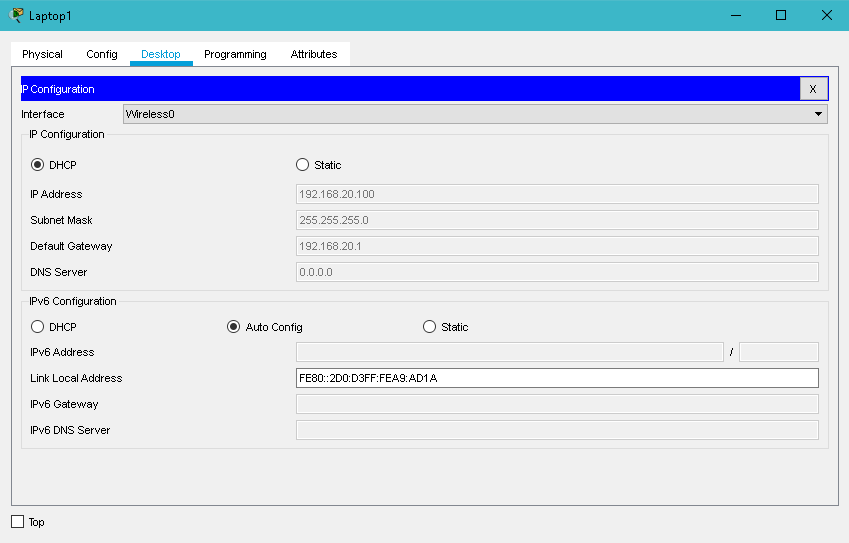 Laptop1
Physical Config Desktop Programming Attributes
IP Configuration X
Interface Wireless0
IP Configuration
DHCP Static
IP Address 192.168.20.100
Subnet Mask 255.255.255.0
Default Gateway 192.168.20.1
DNS Server 0.0.0.0
IPv6 Configuration
DHCP Auto Config Static
IPv6 Address /
Link Local Address FE80::2D0:D3FF:FEA9:AD1A
IPv6 Gateway
IPv6 DNS Server
Top